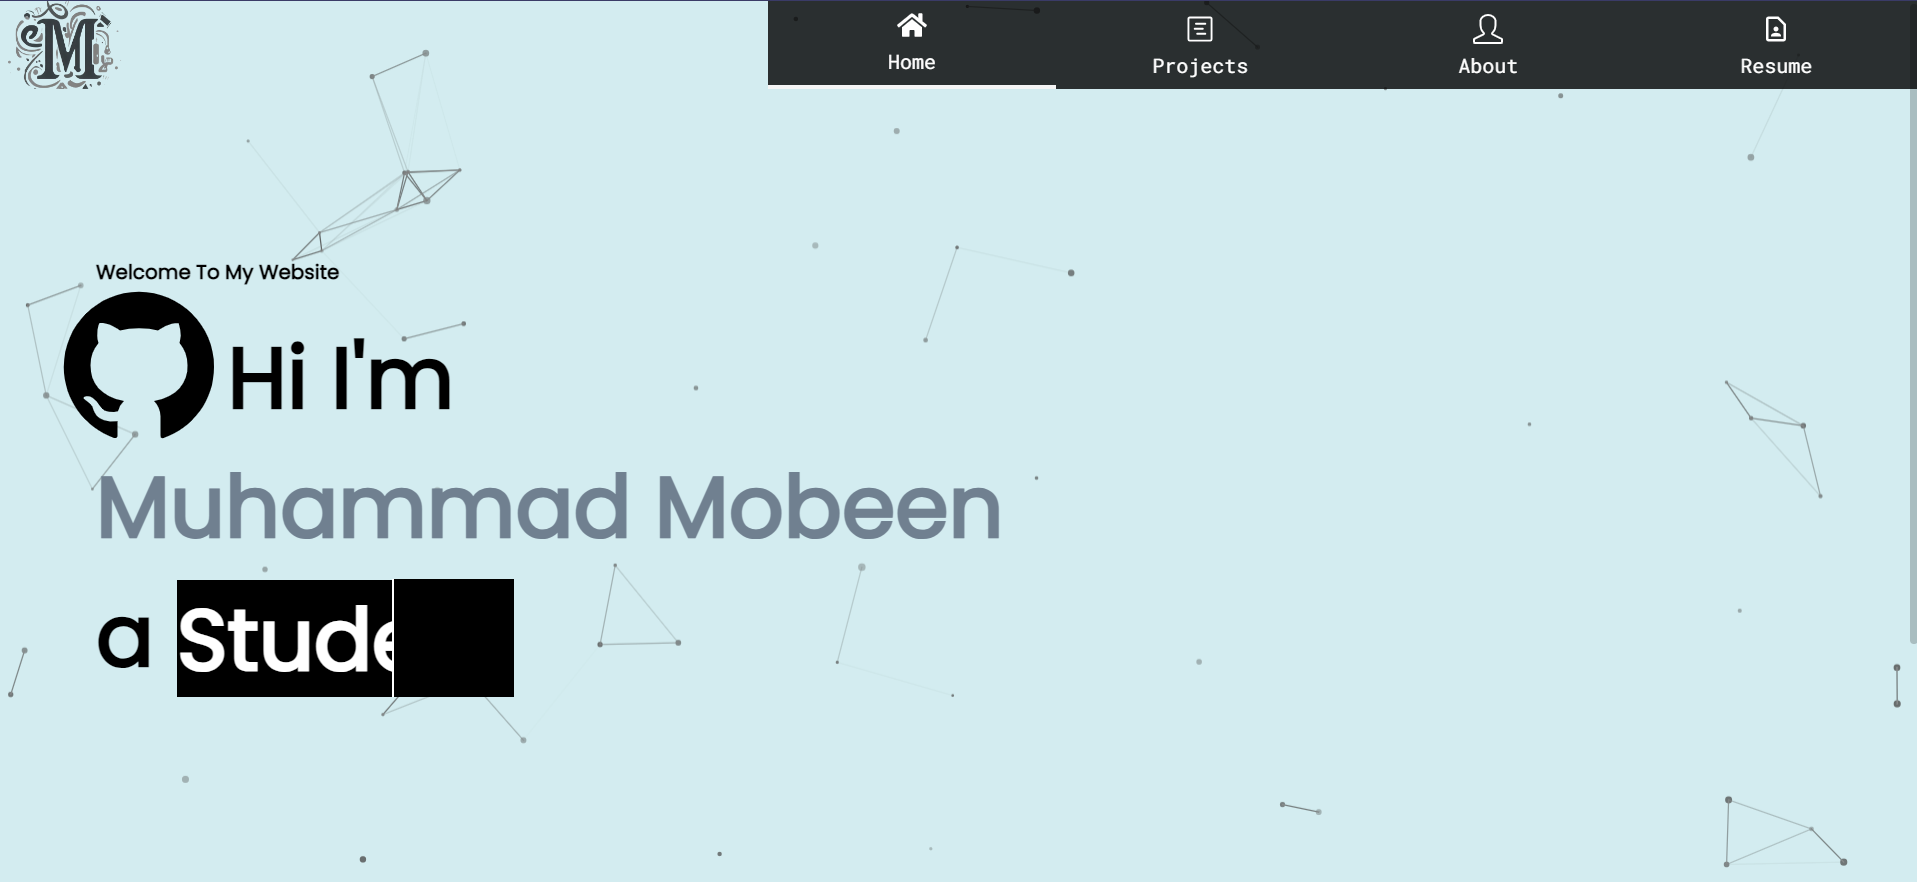 M
Home Projects About Resume
Welcome To My Website
Hi I'm
Muhammad Mobeen
a Stude